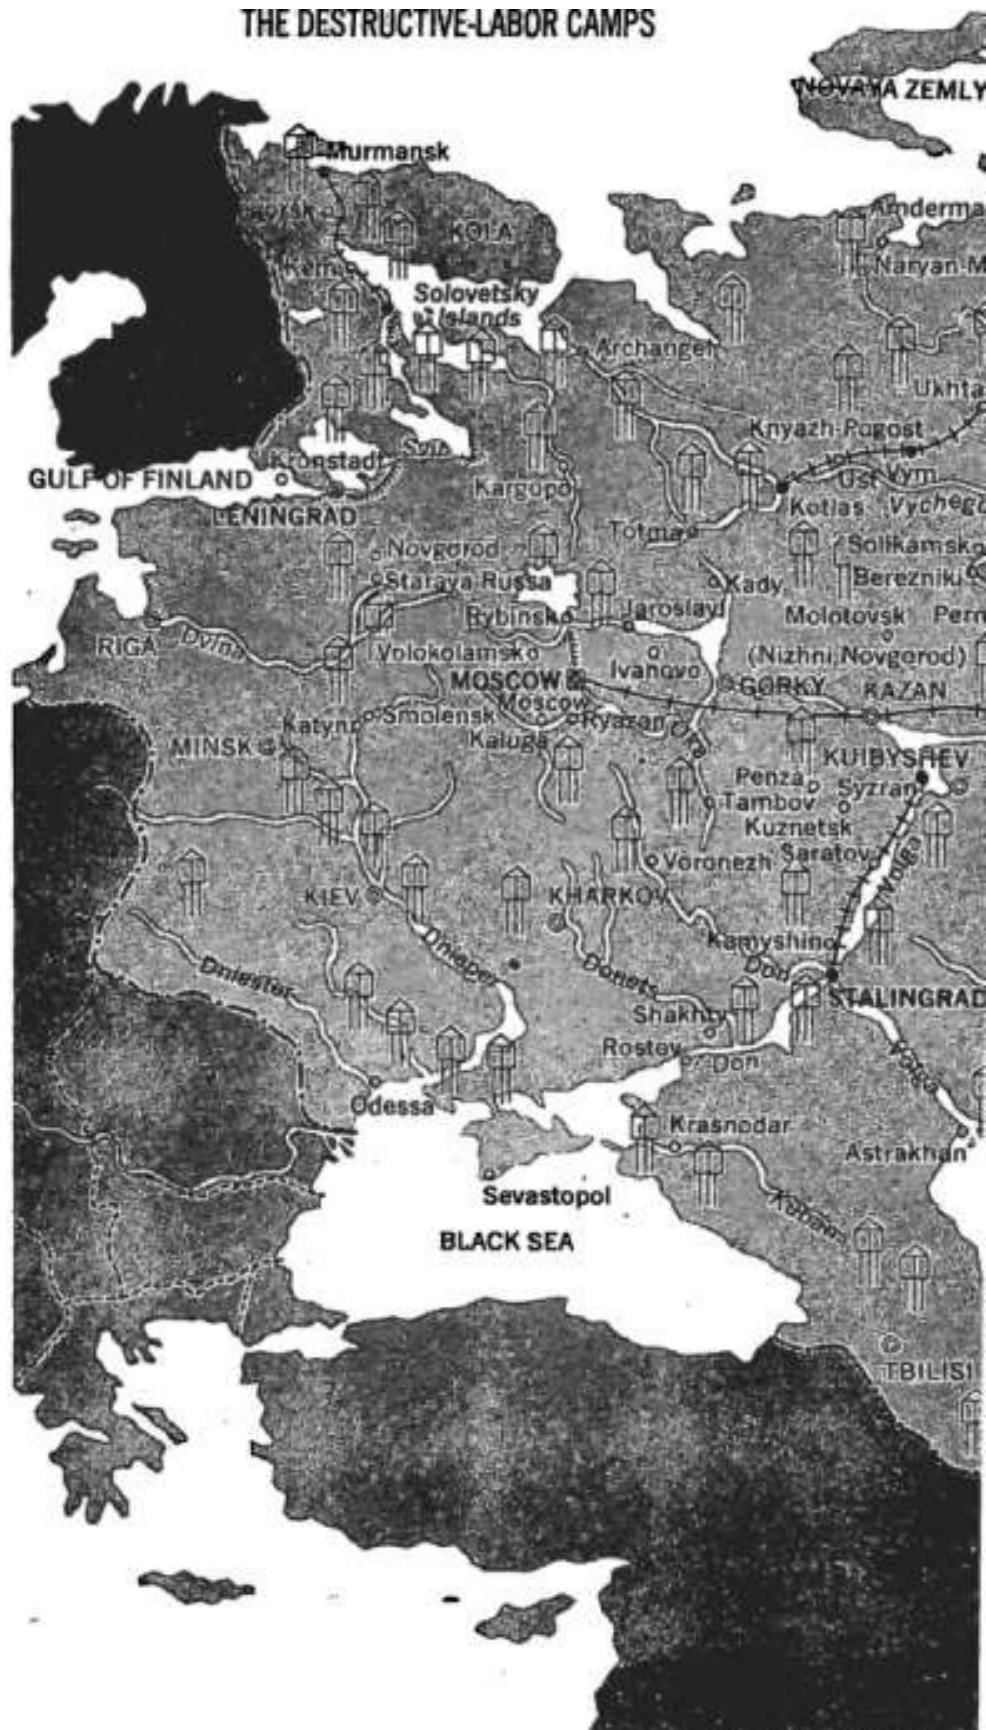 THE DESTRUCTIVE-LABOR CAMPS
NOVAYA ZEMLY
Murmansk
KOLA
Amderma
Naryan-M
Kem
Solovetsky
Islands
Archangel
Ukhta
Knyazh-Pogost
Svir
Kronstadt
GULF OF FINLAND
Kargopo
Ust Vym
LENINGRAD
Kotlas
Vychego
Totma
Novgorod
Solikamsk
Staraya Russa
Kady
Berezniki
Rybinsk
Jaroslavl
Molotovsk
Perm
RIGA
Dvina
Volokolamsk
Ivanovo
(Nizhni Novgorod)
MOSCOW
GORKY
KAZAN
Moscow
Katyn
Smolensk
Ryazan
Oka
MINSK
Kaluga
KUIBYSHEV
Penza
Syzran
Tambov
Kuznetsk
Voronezh
Saratov
Volga
KIEV
KHARKOV
Kamyshin
Dnieper
Don
Dniester
Donets
STALINGRAD
Shakhty
Rostov
Don
Volga
Odessa
Krasnodar
Astrakhan
Sevastopol
Kuban
BLACK SEA
TBILISI